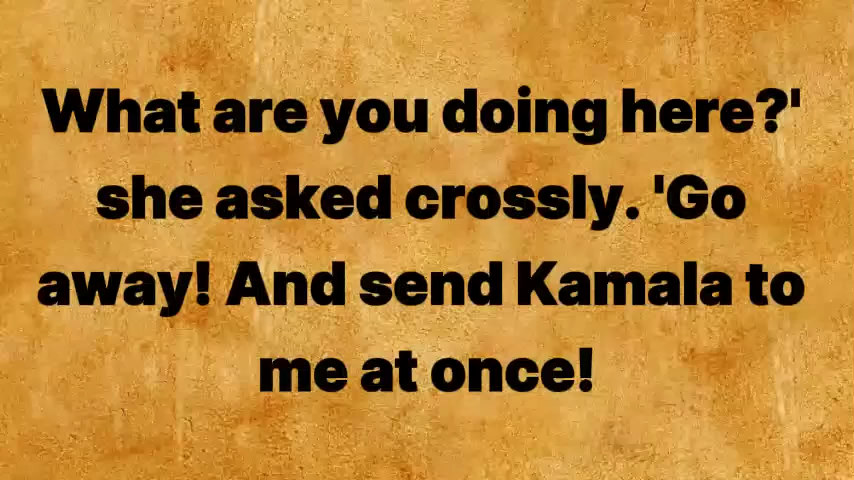 What are you doing here?'
she asked crossly. 'Go
away! And send Kamala to
me at once!